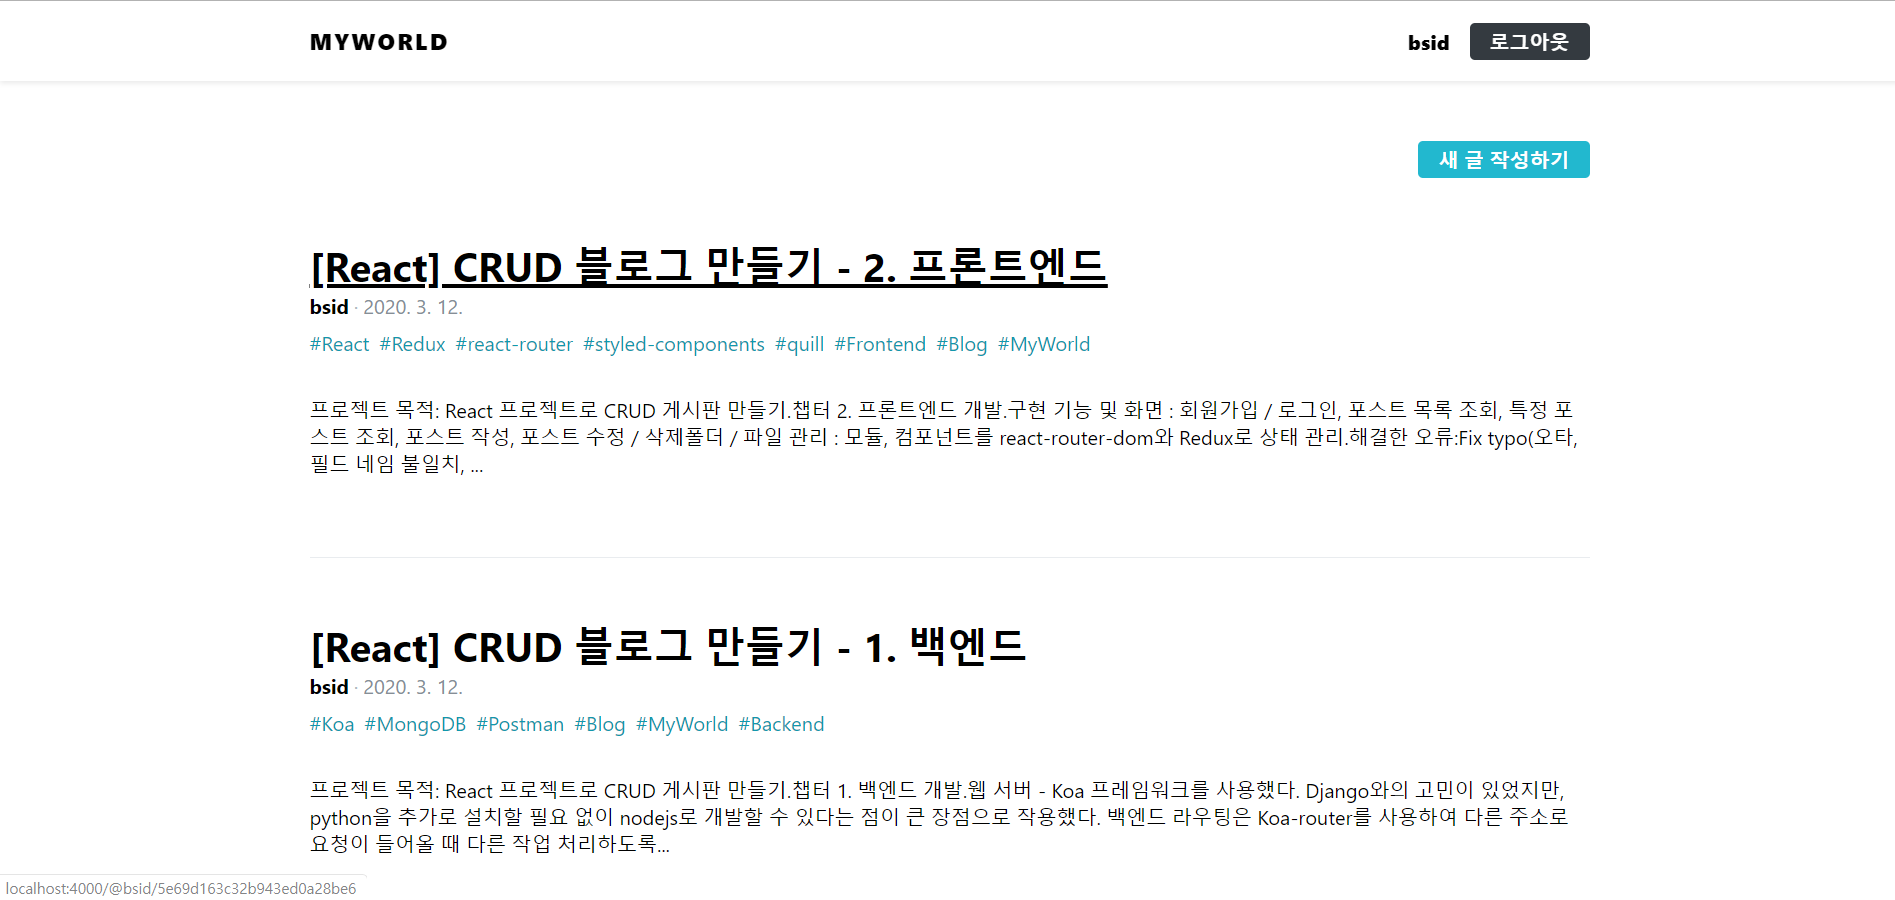 MYWORLD
bsid 로그아웃
새 글 작성하기
[React] CRUD 블로그 만들기 - 2. 프론트엔드
bsid · 2020. 3. 12.
#React #Redux #react-router #styled-components #quill #Frontend #Blog #MyWorld
프로젝트 목적: React 프로젝트로 CRUD 게시판 만들기.챕터 2. 프론트엔드 개발.구현 기능 및 화면 : 회원가입 / 로그인, 포스트 목록 조회, 특정 포
스트 조회, 포스트 작성, 포스트 수정 / 삭제폴더 / 파일 관리 : 모듈, 컴포넌트를 react-router-dom와 Redux로 상태 관리.해결한 오류:Fix typo(오타,
필드 네임 불일치, ...
[React] CRUD 블로그 만들기 - 1. 백엔드
bsid · 2020. 3. 12.
#Koa #MongoDB #Postman #Blog #MyWorld #Backend
프로젝트 목적: React 프로젝트로 CRUD 게시판 만들기.챕터 1. 백엔드 개발.웹 서버 - Koa 프레임워크를 사용했다. Django와의 고민이 있었지만,
python을 추가로 설치할 필요 없이 nodejs로 개발할 수 있다는 점이 큰 장점으로 작용했다. 백엔드 라우팅은 Koa-router를 사용하여 다른 주소로
요청이 들어올 때 다른 작업 처리하도록...
localhost:4000/@bsid/5e69d163c32b943ed0a28be6